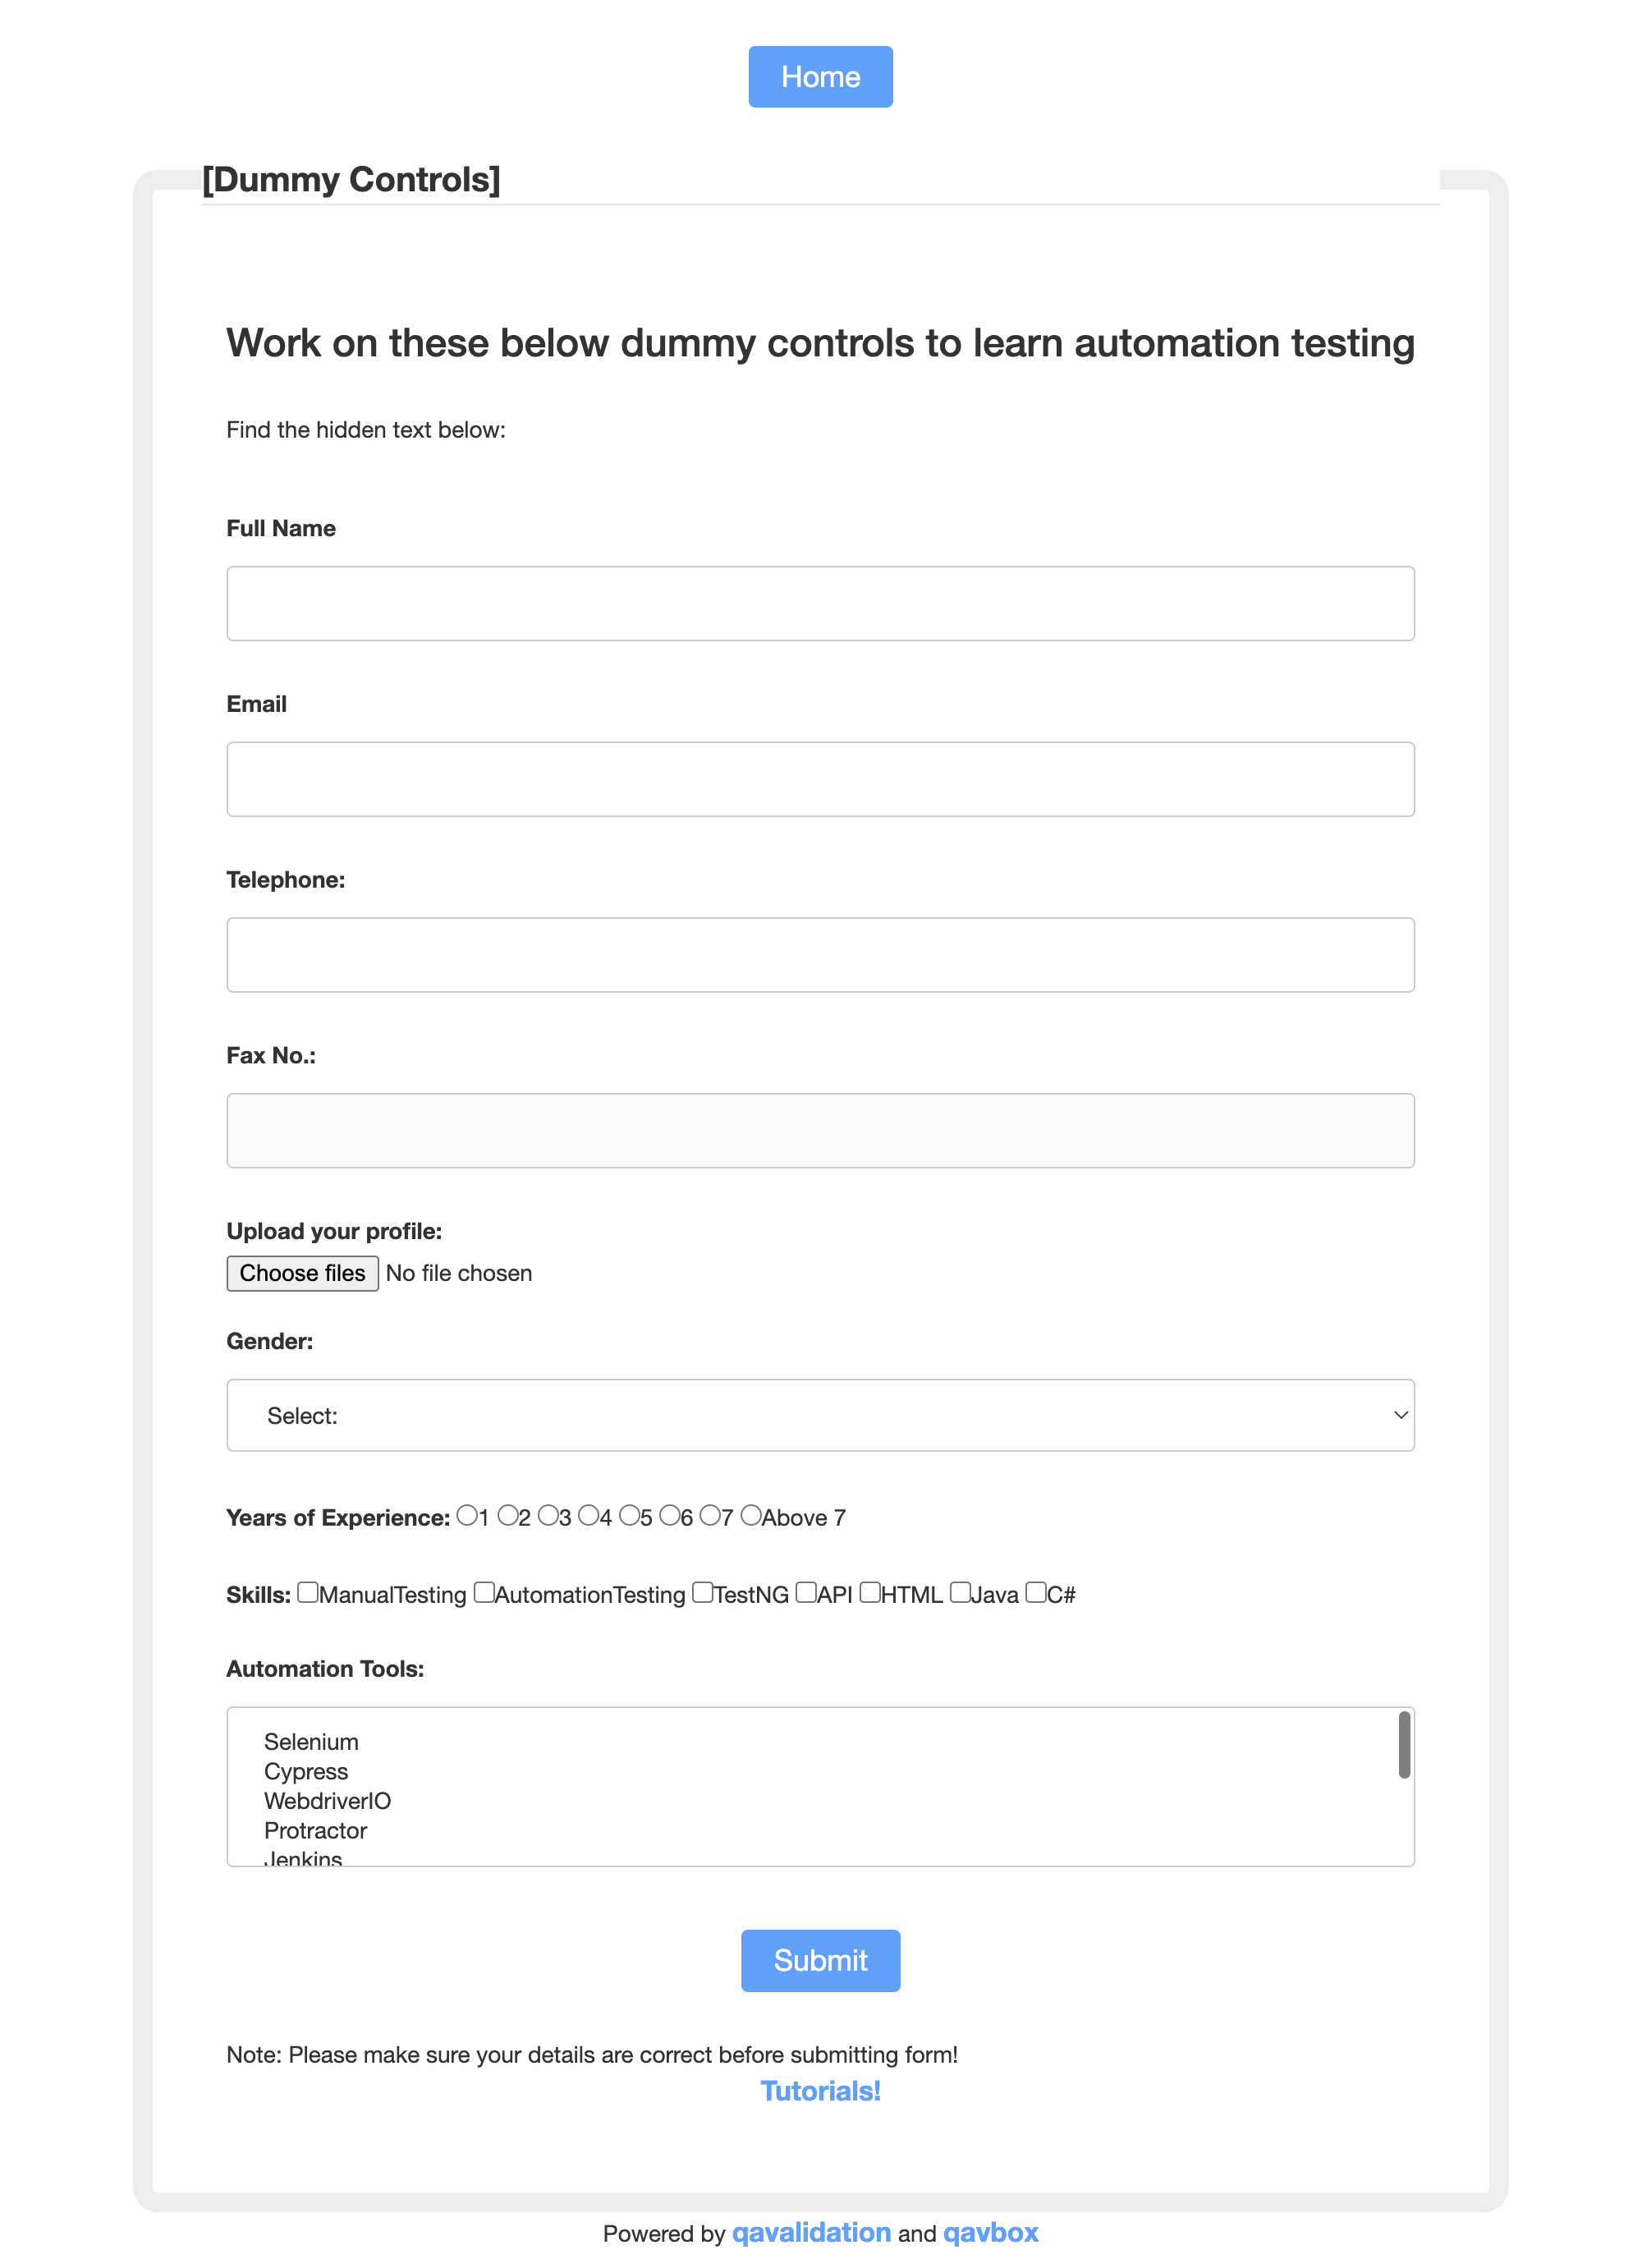 Home
[Dummy Controls]
Work on these below dummy controls to learn automation testing
Find the hidden text below:
Full Name
Email
Telephone:
Fax No.:
Upload your profile:
Choose files No file chosen
Gender:
Select:
Years of Experience: 1 2 3 4 5 6 7 Above 7
Skills: ManualTesting AutomationTesting TestNG API HTML Java C#
Automation Tools:
Selenium
Cypress
WebdriverIO
Protractor
Jenkins
Submit
Note: Please make sure your details are correct before submitting form!
Tutorials!
Powered by qavalidation and qavbox